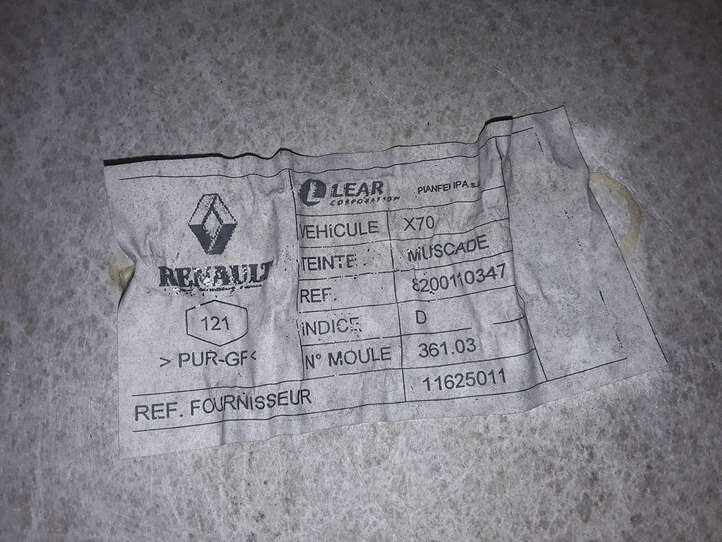 LEAR
CORPORATION
PIANFEI IPA
RENAULT
121
> PUR-GF<
VEHiCULE X70
TEINTE MUSCADE
REF. 8200110347
iNDICE D
N° MOULE 361.03
REF. FOURNISSEUR 11625011